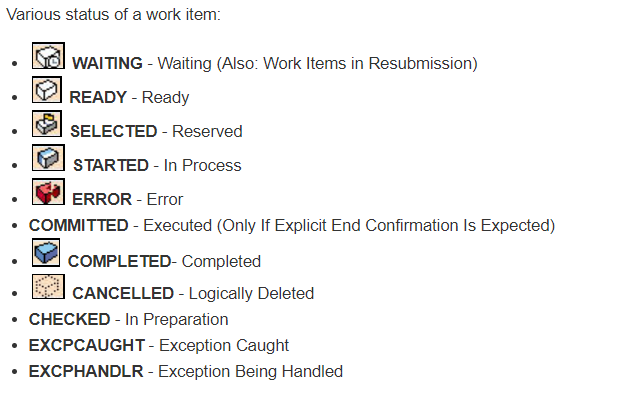 Various status of a work item:
WAITING - Waiting (Also: Work Items in Resubmission)
READY - Ready
SELECTED - Reserved
STARTED - In Process
ERROR - Error
COMMITTED - Executed (Only If Explicit End Confirmation Is Expected)
COMPLETED- Completed
CANCELLED - Logically Deleted
CHECKED - In Preparation
EXCPCAUGHT - Exception Caught
EXCPHANDLR - Exception Being Handled